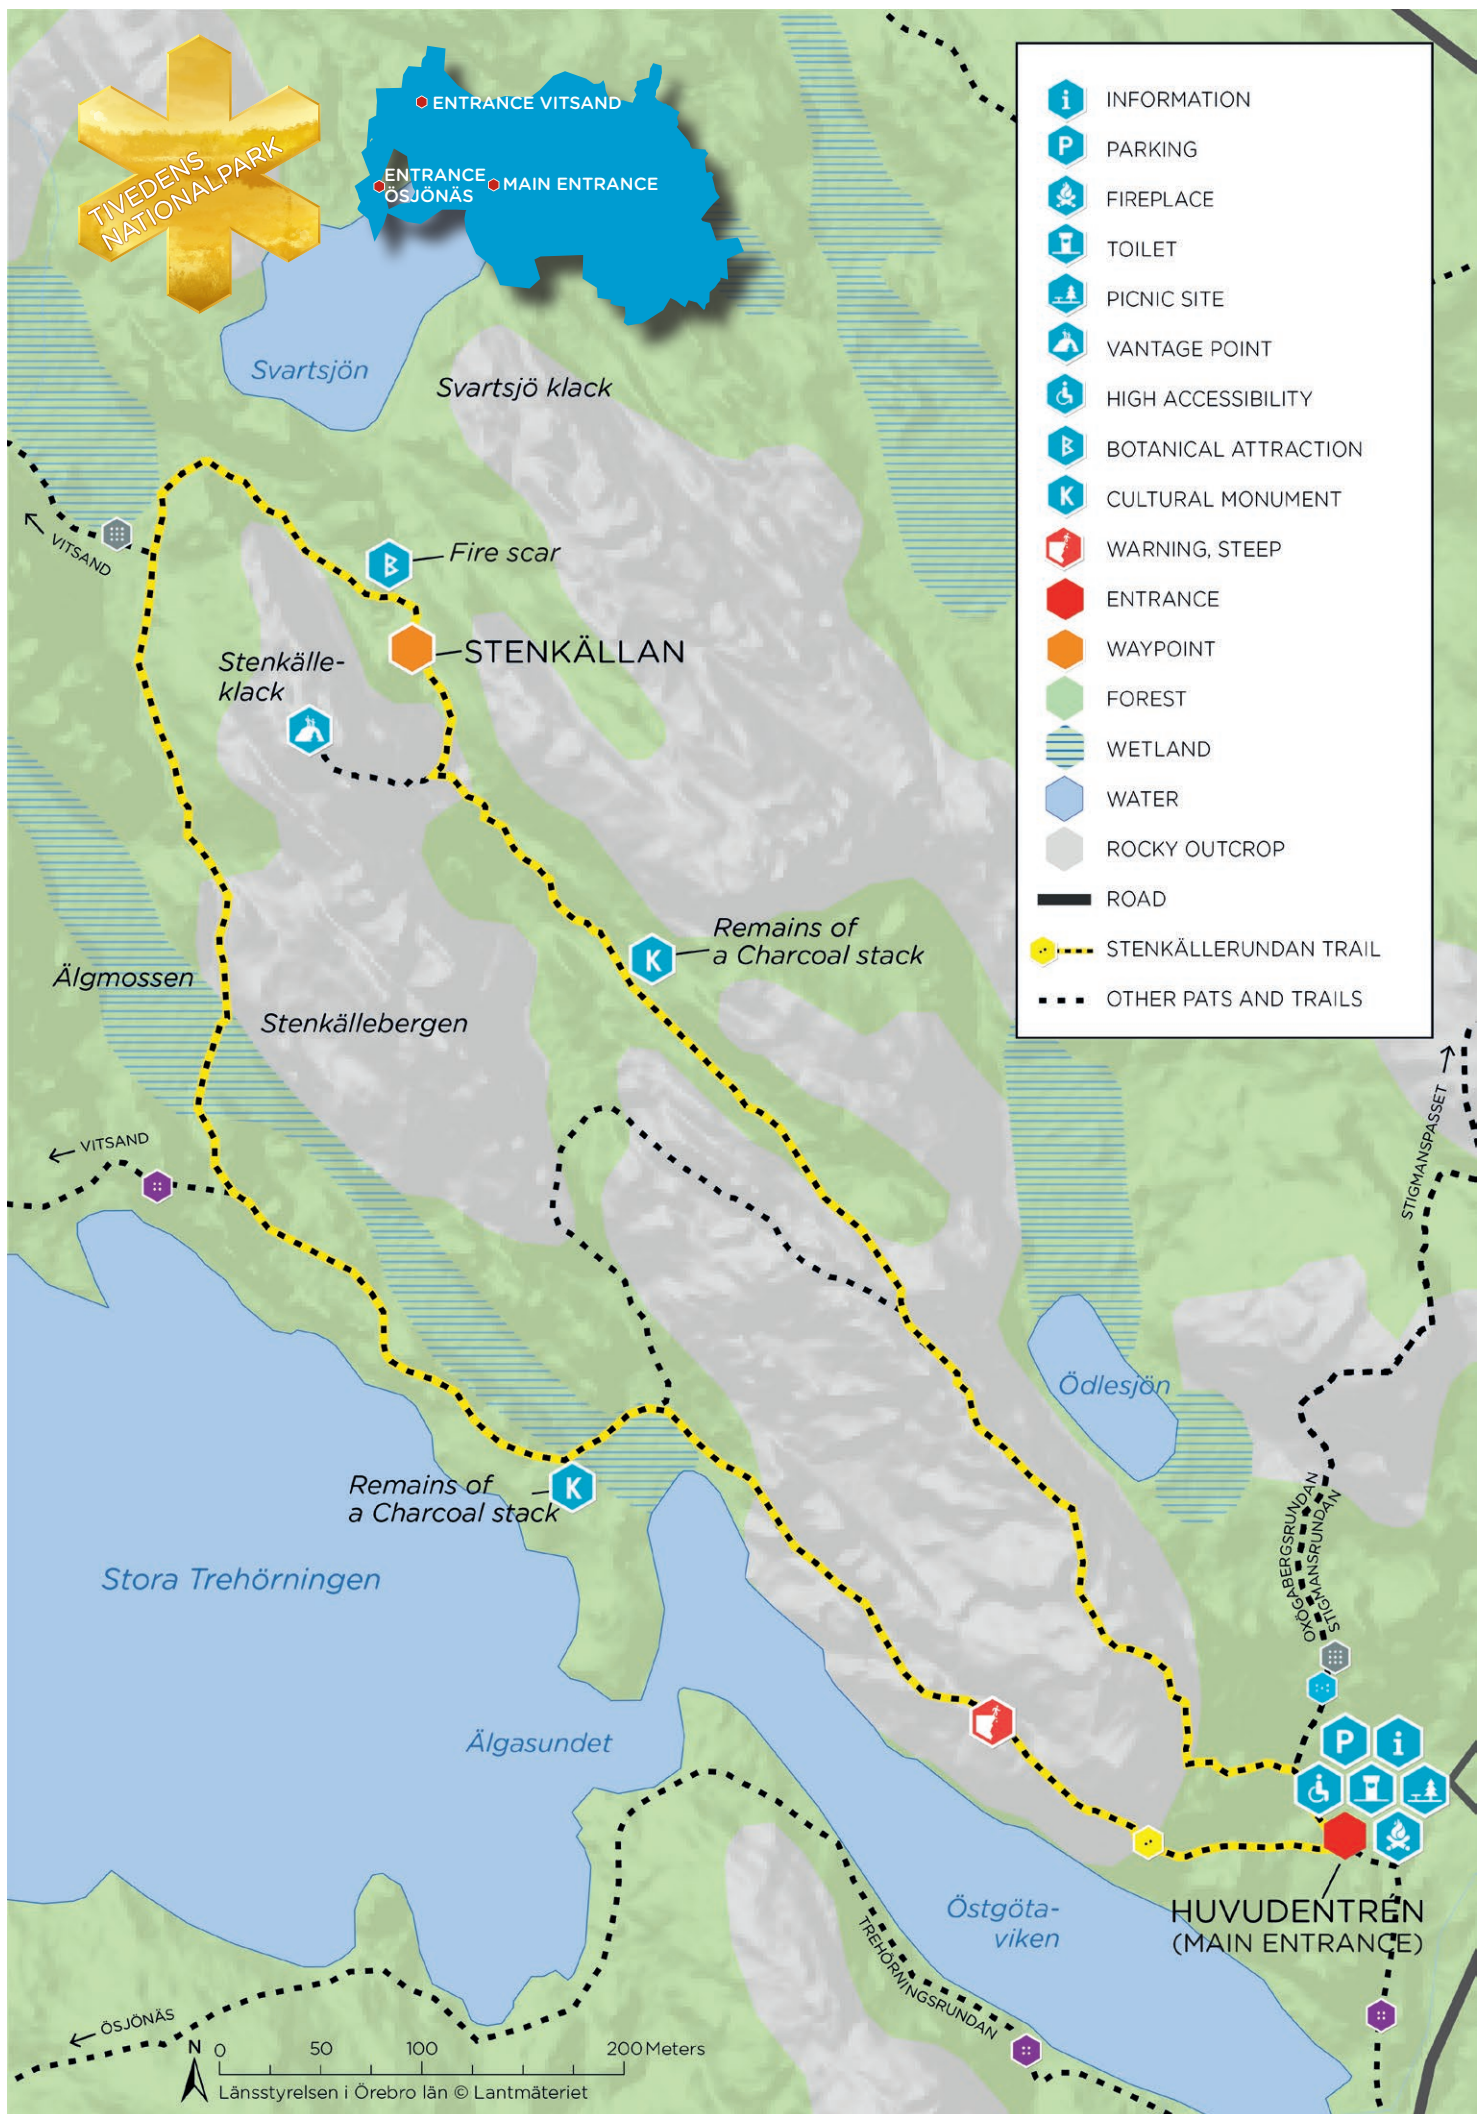 TIVEDENS
NATIONALPARK
ENTRANCE VITSAND
ENTRANCE
ÖSJÖNÄS
MAIN ENTRANCE
i INFORMATION
P PARKING
FIREPLACE
TOILET
PICNIC SITE
VANTAGE POINT
HIGH ACCESSIBILITY
B BOTANICAL ATTRACTION
K CULTURAL MONUMENT
WARNING, STEEP
ENTRANCE
WAYPOINT
FOREST
WETLAND
WATER
ROCKY OUTCROP
ROAD
STENKÄLLERUNDAN TRAIL
OTHER PATS AND TRAILS
Svartsjön
Svartsjö klack
VITSAND
B
Fire scar
STENKÄLLAN
Stenkälle-
klack
Remains of
a Charcoal stack
K
Älgmossen
Stenkällebergen
VITSAND
STIGMANSPASSET
Ödlesjön
Remains of
a Charcoal stack
K
OXÖGABERGSRUNDAN
STIGMANSRUNDAN
Stora Trehörningen
Älgasundet
P
i
Östgöta-
viken
HUVUDENTREN
(MAIN ENTRANCE)
TREHÖRNINGSRUNDAN
ÖSJÖNÄS
N 0 50 100 200 Meters
Länsstyrelsen i Örebro län © Lantmäteriet